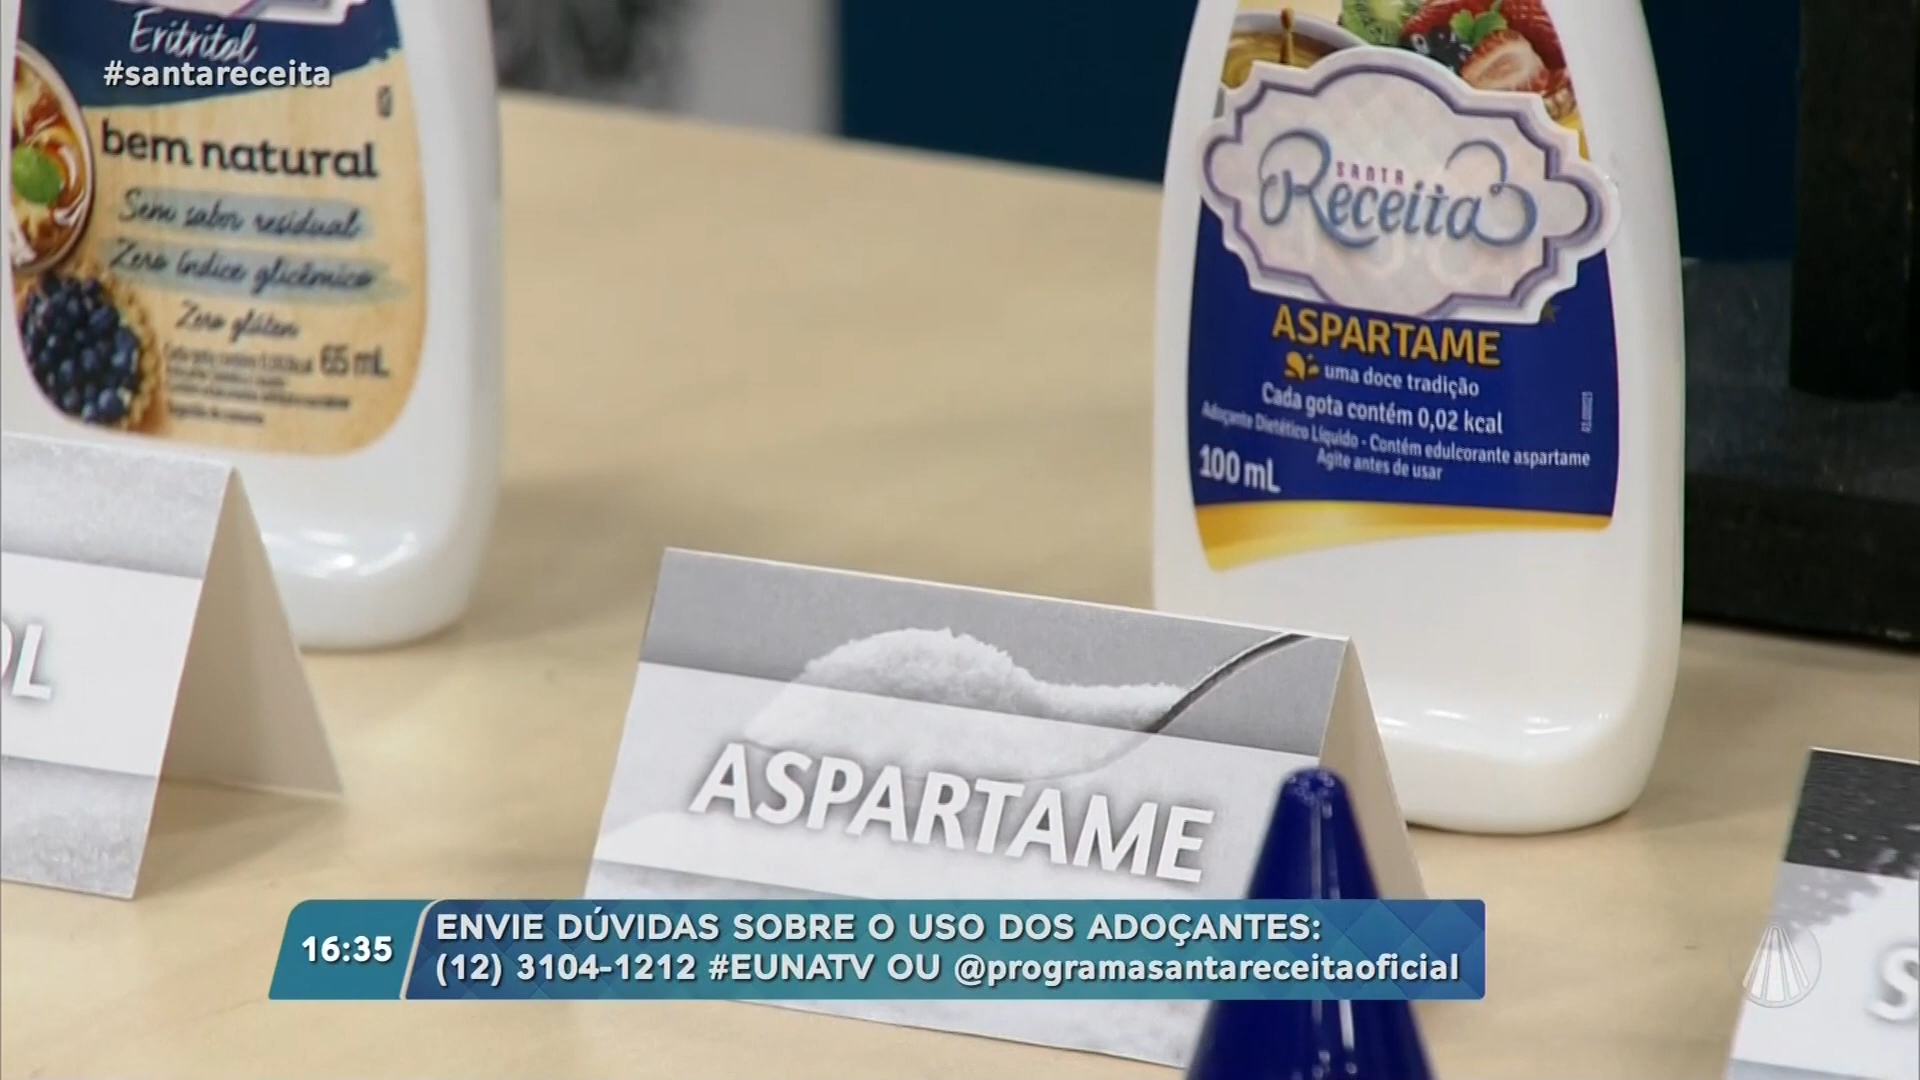 Eritritol
#santareceita
bem natural
Sem sabor residual
Zero índice glicêmico
Zero glúten
65 mL
SANTA
Receita
ASPARTAME
uma doce tradição
Cada gota contém 0,02 kcal
Adoçante Dietético Líquido - Contém edulcorante aspartame
Agite antes de usar
100 mL
OL
ASPARTAME
S
16:35
ENVIE DÚVIDAS SOBRE O USO DOS ADOÇANTES:
(12) 3104-1212 #EUNATV OU @programasantareceitaoficial